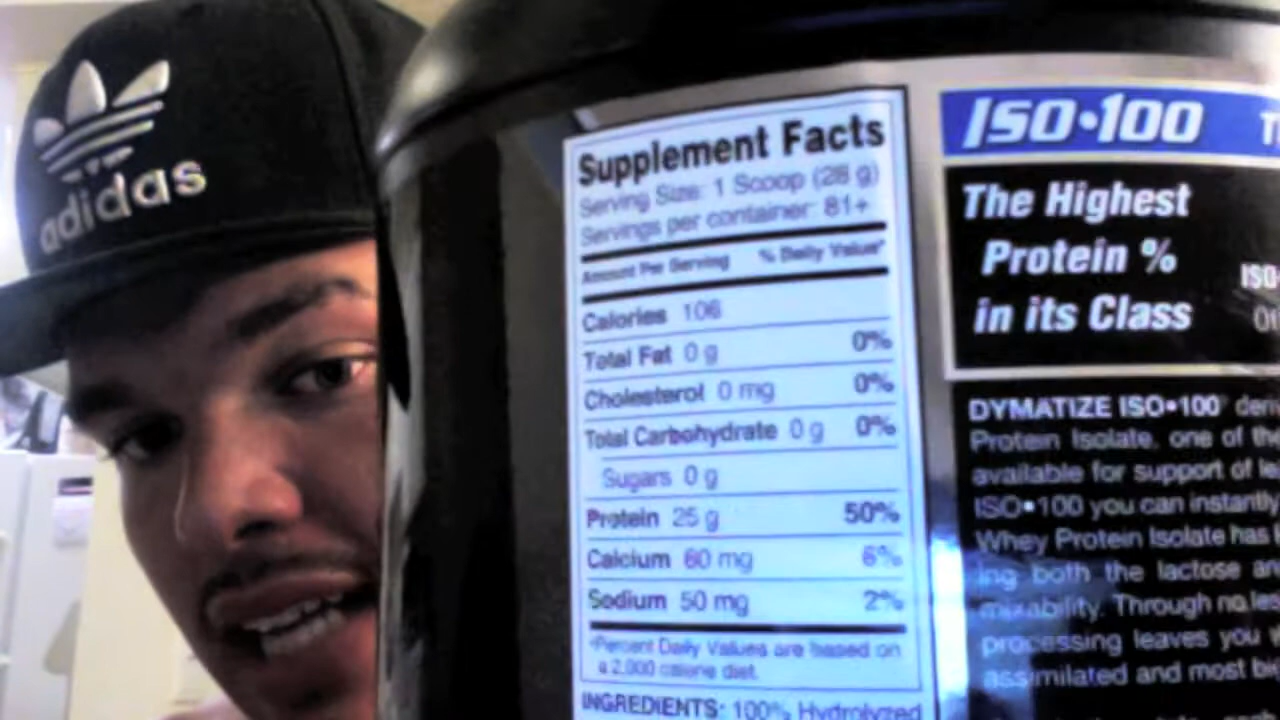 adidas
Supplement Facts
Serving Size: 1 Scoop (28 g)
Servings per container: 81+
Amount Per Serving % Daily Value*
Calories 106
Total Fat 0 g 0%
Cholesterol 0 mg 0%
Total Carbohydrate 0 g 0%
Sugars 0 g
Protein 25 g 50%
Calcium 60 mg 6%
Sodium 50 mg 2%
*Percent Daily Values are based on
a 2,000 calorie diet.
INGREDIENTS: 100% Hydrolyzed
ISO•100
The Highest
Protein %
in its Class
DYMATIZE ISO•100
Protein Isolate, one of the
available for support of
ISO•100 you can instantly
Whey Protein Isolate has
ing both the lactose
mixability. Through no
processing leaves you
assimilated and most